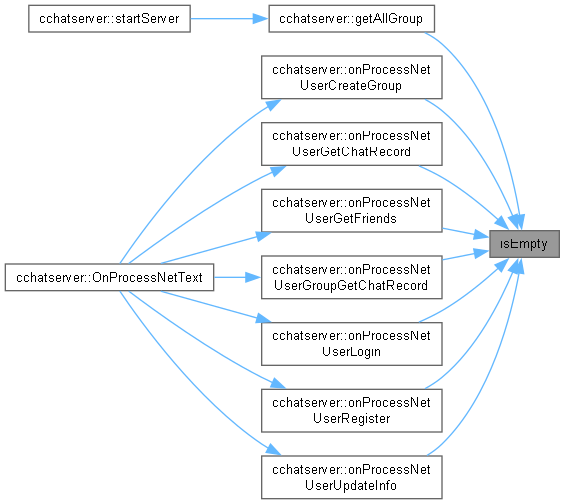 cchatserver::startServer
cchatserver::getAllGroup
cchatserver::onProcessNet
UserCreateGroup
cchatserver::onProcessNet
UserGetChatRecord
cchatserver::onProcessNet
UserGetFriends
isEmpty
cchatserver::OnProcessNetText
cchatserver::onProcessNet
UserGroupGetChatRecord
cchatserver::onProcessNet
UserLogin
cchatserver::onProcessNet
UserRegister
cchatserver::onProcessNet
UserUpdateInfo